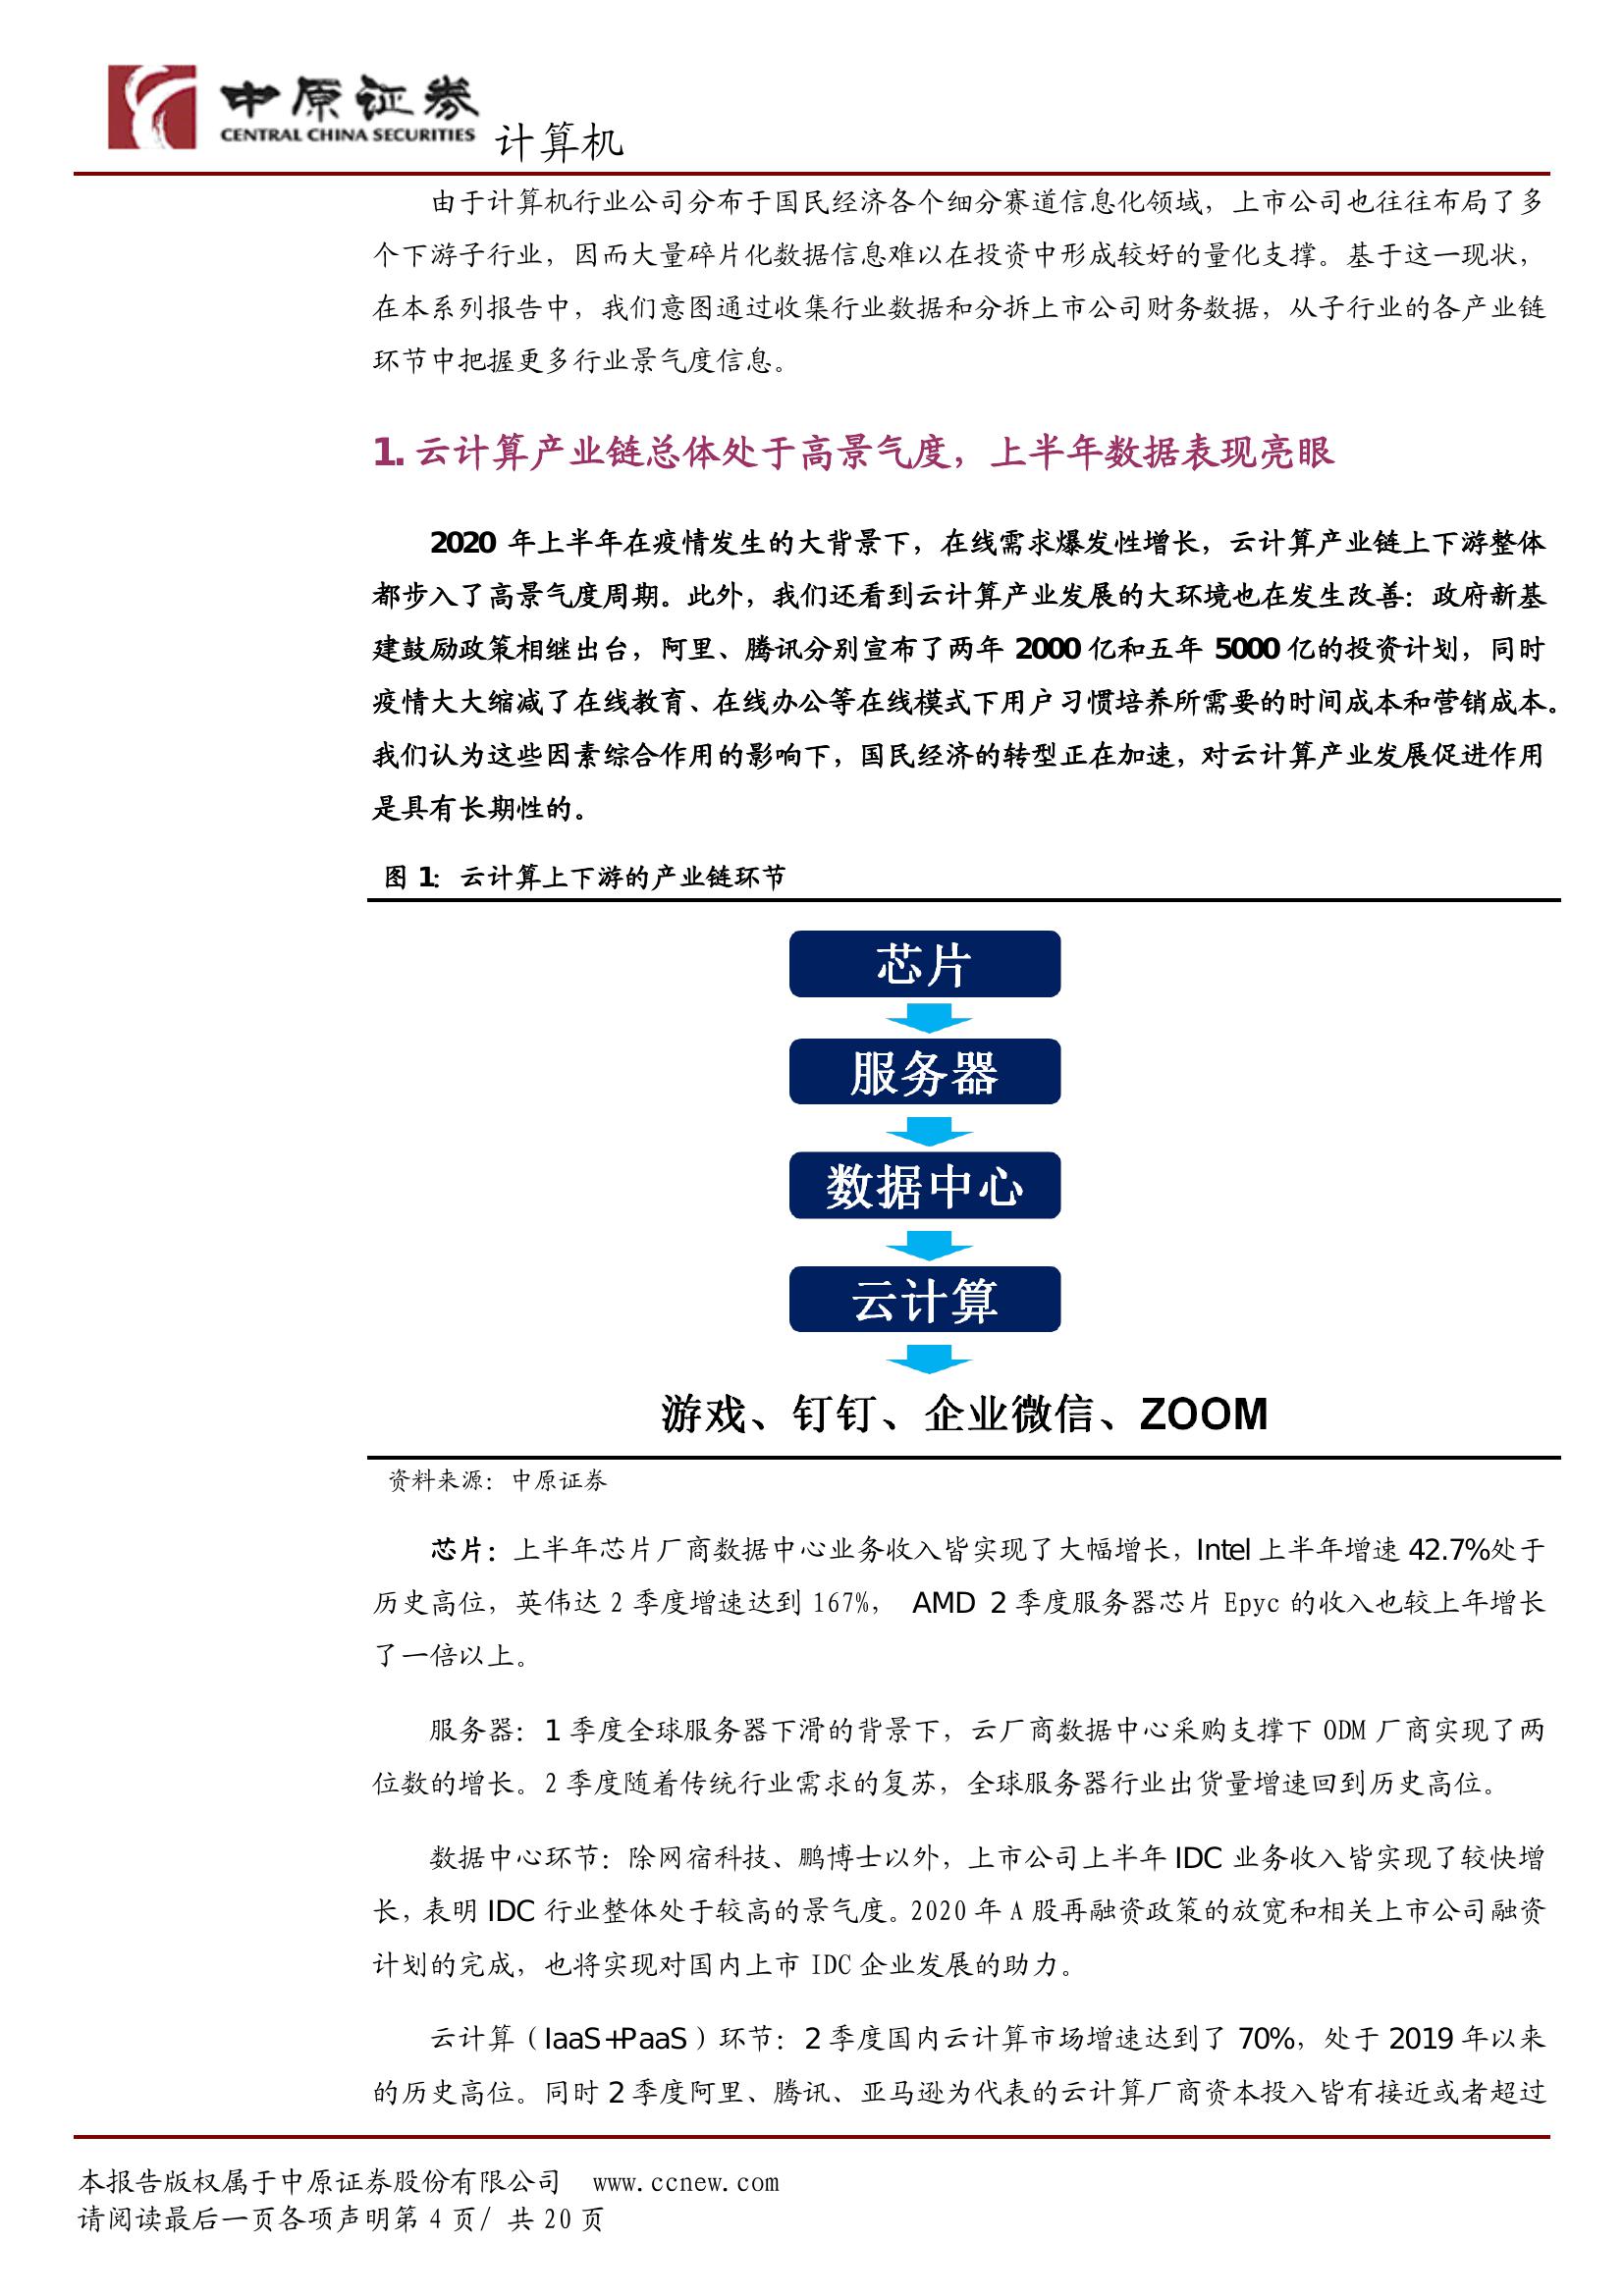 中原证券
CENTRAL CHINA SECURITIES
计算机
由于计算机行业公司分布于国民经济各个细分赛道信息化领域，上市公司也往往布局了多
个下游子行业，因而大量碎片化数据信息难以在投资中形成较好的量化支撑。基于这一现状，
在本系列报告中，我们意图通过收集行业数据和分拆上市公司财务数据，从子行业的各产业链
环节中把握更多行业景气度信息。
1. 云计算产业链总体处于高景气度，上半年数据表现亮眼
2020 年上半年在疫情发生的大背景下，在线需求爆发性增长，云计算产业链上下游整体
都步入了高景气度周期。此外，我们还看到云计算产业发展的大环境也在发生改善：政府新基
建鼓励政策相继出台，阿里、腾讯分别宣布了两年 2000 亿和五年 5000 亿的投资计划，同时
疫情大大缩减了在线教育、在线办公等在线模式下用户习惯培养所需要的时间成本和营销成本。
我们认为这些因素综合作用的影响下，国民经济的转型正在加速，对云计算产业发展促进作用
是具有长期性的。
图 1：云计算上下游的产业链环节
芯片
服务器
数据中心
云计算
游戏、钉钉、企业微信、ZOOM
资料来源：中原证券
芯片：上半年芯片厂商数据中心业务收入皆实现了大幅增长，Intel 上半年增速 42.7%处于
历史高位，英伟达 2 季度增速达到 167%， AMD 2 季度服务器芯片 Epyc 的收入也较上年增长
了一倍以上。
服务器：1 季度全球服务器下滑的背景下，云厂商数据中心采购支撑下 ODM 厂商实现了两
位数的增长。2 季度随着传统行业需求的复苏，全球服务器行业出货量增速回到历史高位。
数据中心环节：除网宿科技、鹏博士以外，上市公司上半年 IDC 业务收入皆实现了较快增
长，表明 IDC 行业整体处于较高的景气度。2020 年 A 股再融资政策的放宽和相关上市公司融资
计划的完成，也将实现对国内上市 IDC 企业发展的助力。
云计算（IaaS+PaaS）环节：2 季度国内云计算市场增速达到了 70%，处于 2019 年以来
的历史高位。同时 2 季度阿里、腾讯、亚马逊为代表的云计算厂商资本投入皆有接近或者超过
本报告版权属于中原证券股份有限公司 www.ccnew.com
请阅读最后一页各项声明第 4 页/ 共 20 页